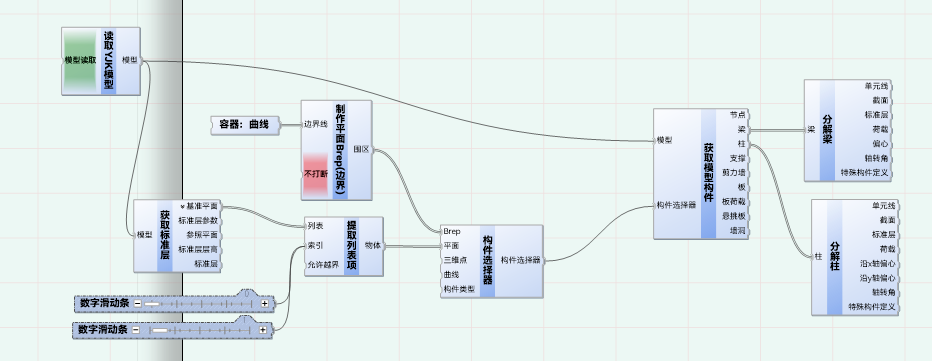 模型读取
读取YJK模型
模型
容器：曲线
边界线
不打断
制作平面Brep(边界)
围区
模型
获取标准层
基准平面
标准层参数
参照平面
标准层层高
标准层
列表
索引
允许越界
提取列表项
物体
数字滑动条
数字滑动条
Brep
平面
三维点
曲线
构件类型
构件选择器
构件选择器
模型
构件选择器
获取模型构件
节点
梁
柱
支撑
剪力墙
板
板荷载
悬挑板
墙洞
梁
分解梁
单元线
截面
标准层
荷载
偏心
轴转角
特殊构件定义
柱
分解柱
单元线
截面
标准层
荷载
沿x轴偏心
沿y轴偏心
轴转角
特殊构件定义